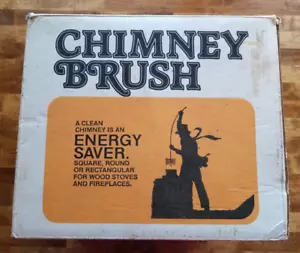 CHIMNEY
BRUSH
A CLEAN
CHIMNEY IS AN
ENERGY
SAVER.
SQUARE, ROUND
OR RECTANGULAR
FOR WOOD STOVES
AND FIREPLACES.